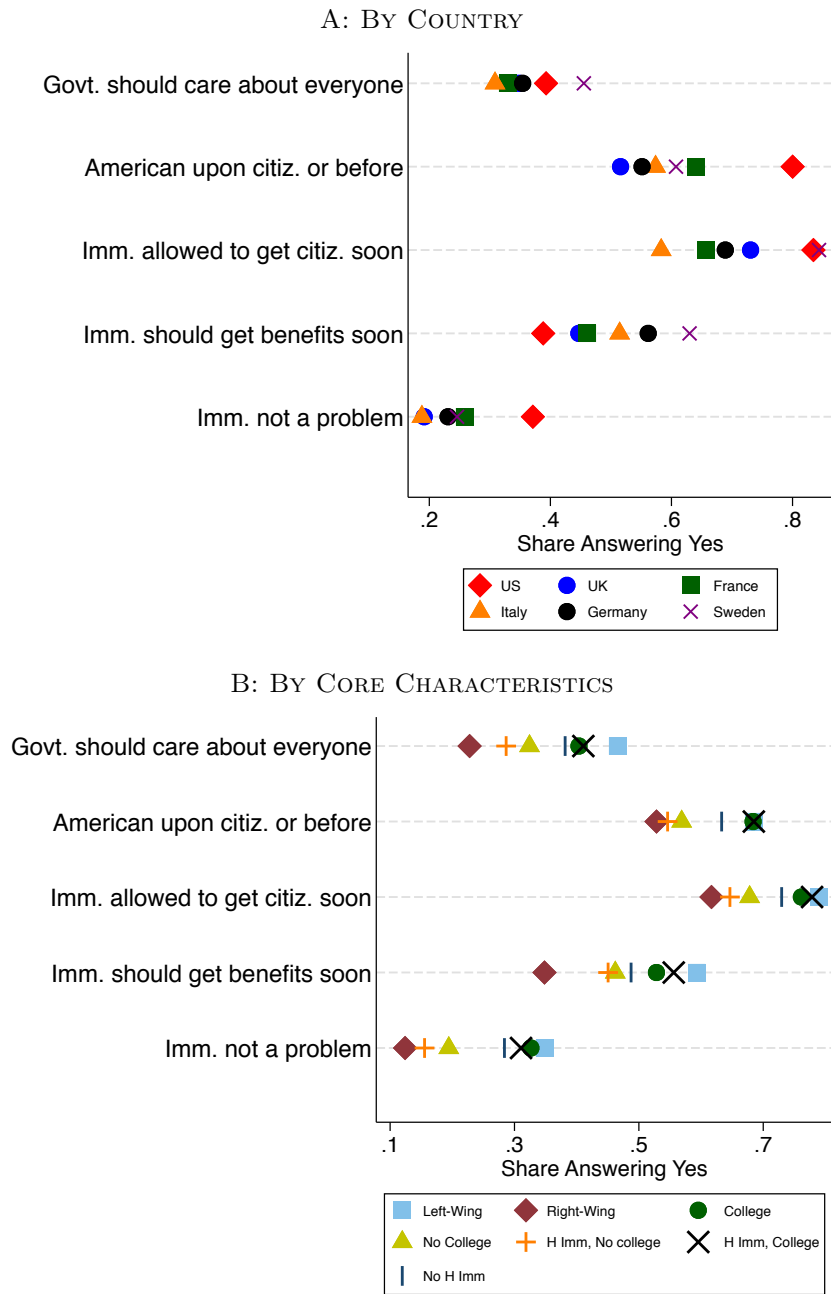 A: By Country
Govt. should care about everyone
American upon citiz. or before
Imm. allowed to get citiz. soon
Imm. should get benefits soon
Imm. not a problem
.2 .4 .6 .8
Share Answering Yes
US UK France
Italy Germany Sweden
B: By Core Characteristics
Govt. should care about everyone
American upon citiz. or before
Imm. allowed to get citiz. soon
Imm. should get benefits soon
Imm. not a problem
.1 .3 .5 .7
Share Answering Yes
Left-Wing Right-Wing College
No College H Imm, No college H Imm, College
No H Imm